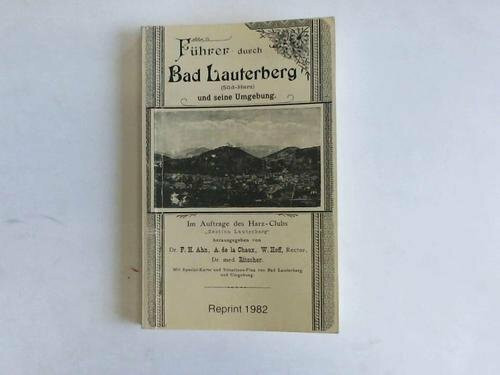 Führer durch
Bad Lauterberg
(Süd-Harz)
und seine Umgebung.
Im Auftrage des Harz-Clubs
„Section Lauterberg"
herausgegeben von
Dr. F. H. Ahn, A. de la Chaux, W. Hoff, Rector,
Dr. med. Ritscher.
Mit Spezial-Karte und Situations-Plan von Bad Lauterberg
und Umgebung.
Reprint 1982